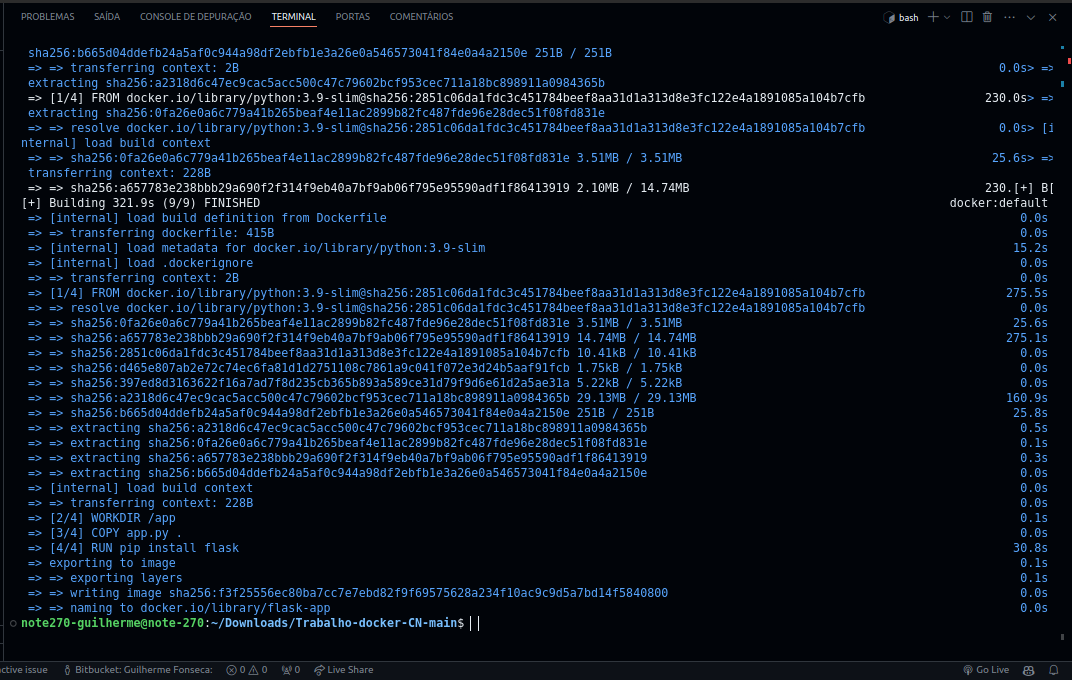 PROBLEMAS SAÍDA CONSOLE DE DEPURAÇÃO TERMINAL PORTAS COMENTÁRIOS bash
sha256:b665d04ddefb24a5af0c944a98df2ebfb1e3a26e0a546573041f84e0a4a2150e 251B / 251B
=> => transferring context: 2B 0.0s> =>
extracting sha256:a2318d6c47ec9cac5acc500c47c79602bcf953cec711a18bc898911a0984365b
=> [1/4] FROM docker.io/library/python:3.9-slim@sha256:2851c06da1fdc3c451784beef8aa31d1a313d8e3fc122e4a1891085a104b7cfb 230.0s> =>
extracting sha256:0fa26e0a6c779a41b265beaf4e11ac2899b82fc487fde96e28dec51f08fd831e
=> => resolve docker.io/library/python:3.9-slim@sha256:2851c06da1fdc3c451784beef8aa31d1a313d8e3fc122e4a1891085a104b7cfb 0.0s> [i
nternal] load build context
=> => sha256:0fa26e0a6c779a41b265beaf4e11ac2899b82fc487fde96e28dec51f08fd831e 3.51MB / 3.51MB 25.6s> =>
transferring context: 228B
=> => sha256:a657783e238bbb29a690f2f314f9eb40a7bf9ab06f795e95590adf1f86413919 2.10MB / 14.74MB 230.[+] B[
[+] Building 321.9s (9/9) FINISHED docker:default
=> [internal] load build definition from Dockerfile 0.0s
=> => transferring dockerfile: 415B 0.0s
=> [internal] load metadata for docker.io/library/python:3.9-slim 15.2s
=> [internal] load .dockerignore 0.0s
=> => transferring context: 2B 0.0s
=> [1/4] FROM docker.io/library/python:3.9-slim@sha256:2851c06da1fdc3c451784beef8aa31d1a313d8e3fc122e4a1891085a104b7cfb 275.5s
=> => resolve docker.io/library/python:3.9-slim@sha256:2851c06da1fdc3c451784beef8aa31d1a313d8e3fc122e4a1891085a104b7cfb 0.0s
=> => sha256:0fa26e0a6c779a41b265beaf4e11ac2899b82fc487fde96e28dec51f08fd831e 3.51MB / 3.51MB 25.6s
=> => sha256:a657783e238bbb29a690f2f314f9eb40a7bf9ab06f795e95590adf1f86413919 14.74MB / 14.74MB 275.1s
=> => sha256:2851c06da1fdc3c451784beef8aa31d1a313d8e3fc122e4a1891085a104b7cfb 10.41kB / 10.41kB 0.0s
=> => sha256:d465e807ab2e72c74ec6fa81d1d2751108c7861a9c041f072e3d24b5aaf91fcb 1.75kB / 1.75kB 0.0s
=> => sha256:397ed8d3163622f16a7ad7f8d235cb365b893a589ce31d79f9d6e61d2a5ae31a 5.22kB / 5.22kB 0.0s
=> => sha256:a2318d6c47ec9cac5acc500c47c79602bcf953cec711a18bc898911a0984365b 29.13MB / 29.13MB 160.9s
=> => sha256:b665d04ddefb24a5af0c944a98df2ebfb1e3a26e0a546573041f84e0a4a2150e 251B / 251B 25.8s
=> => extracting sha256:a2318d6c47ec9cac5acc500c47c79602bcf953cec711a18bc898911a0984365b 0.5s
=> => extracting sha256:0fa26e0a6c779a41b265beaf4e11ac2899b82fc487fde96e28dec51f08fd831e 0.1s
=> => extracting sha256:a657783e238bbb29a690f2f314f9eb40a7bf9ab06f795e95590adf1f86413919 0.3s
=> => extracting sha256:b665d04ddefb24a5af0c944a98df2ebfb1e3a26e0a546573041f84e0a4a2150e 0.0s
=> [internal] load build context 0.0s
=> => transferring context: 228B 0.0s
=> [2/4] WORKDIR /app 0.1s
=> [3/4] COPY app.py . 0.0s
=> [4/4] RUN pip install flask 30.8s
=> exporting to image 0.1s
=> => exporting layers 0.1s
=> => writing image sha256:f3f25556ec80ba7cc7e7ebd82f9f69575628a234f10ac9c9d5a7bd14f5840800 0.0s
=> => naming to docker.io/library/flask-app 0.0s
note270-guilherme@note-270:~/Downloads/Trabalho-docker-CN-main$
ctive issue Bitbucket: Guilherme Fonseca: 0 0 0 Live Share Go Live